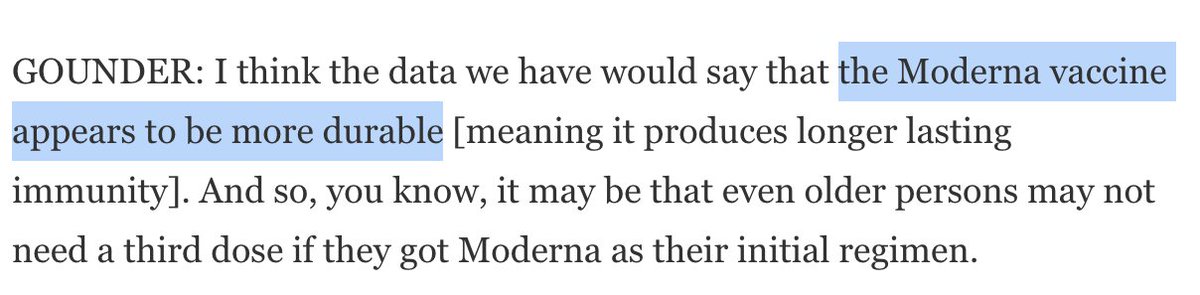 GOUNDER: I think the data we have would say that the Moderna vaccine
appears to be more durable [meaning it produces longer lasting
immunity]. And so, you know, it may be that even older persons may not
need a third dose if they got Moderna as their initial regimen.